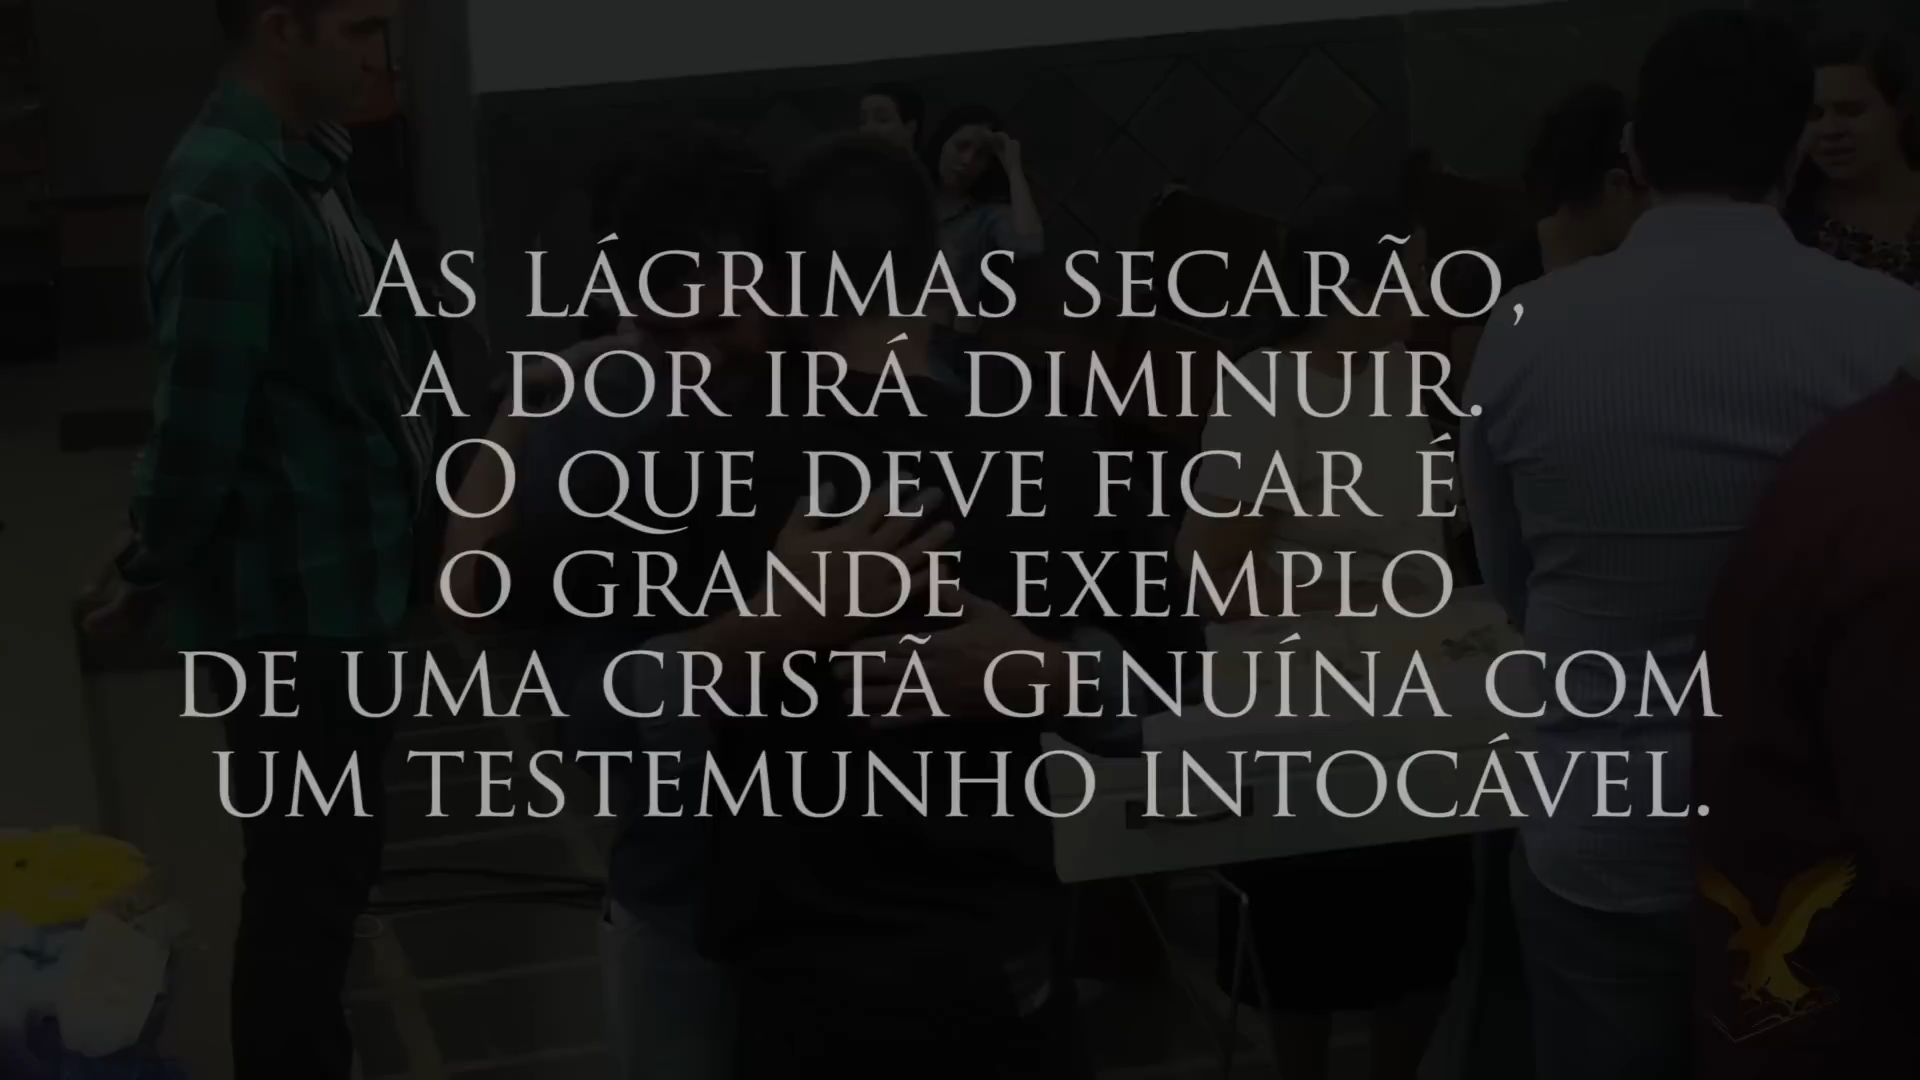 As lágrimas secarão,
a dor irá diminuir.
O que deve ficar é
o grande exemplo
de uma cristã genuína com
um testemunho intocável.